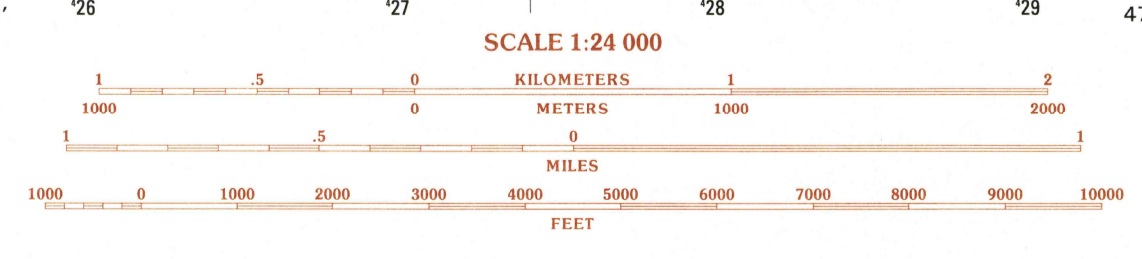 , ⁴26 ⁴27 ⁴28 ⁴29 47
SCALE 1:24 000
1 .5 0 KILOMETERS 1 2
1000 0 METERS 1000 2000
1 .5 0 1
MILES
1000 0 1000 2000 3000 4000 5000 6000 7000 8000 9000 10000
FEET